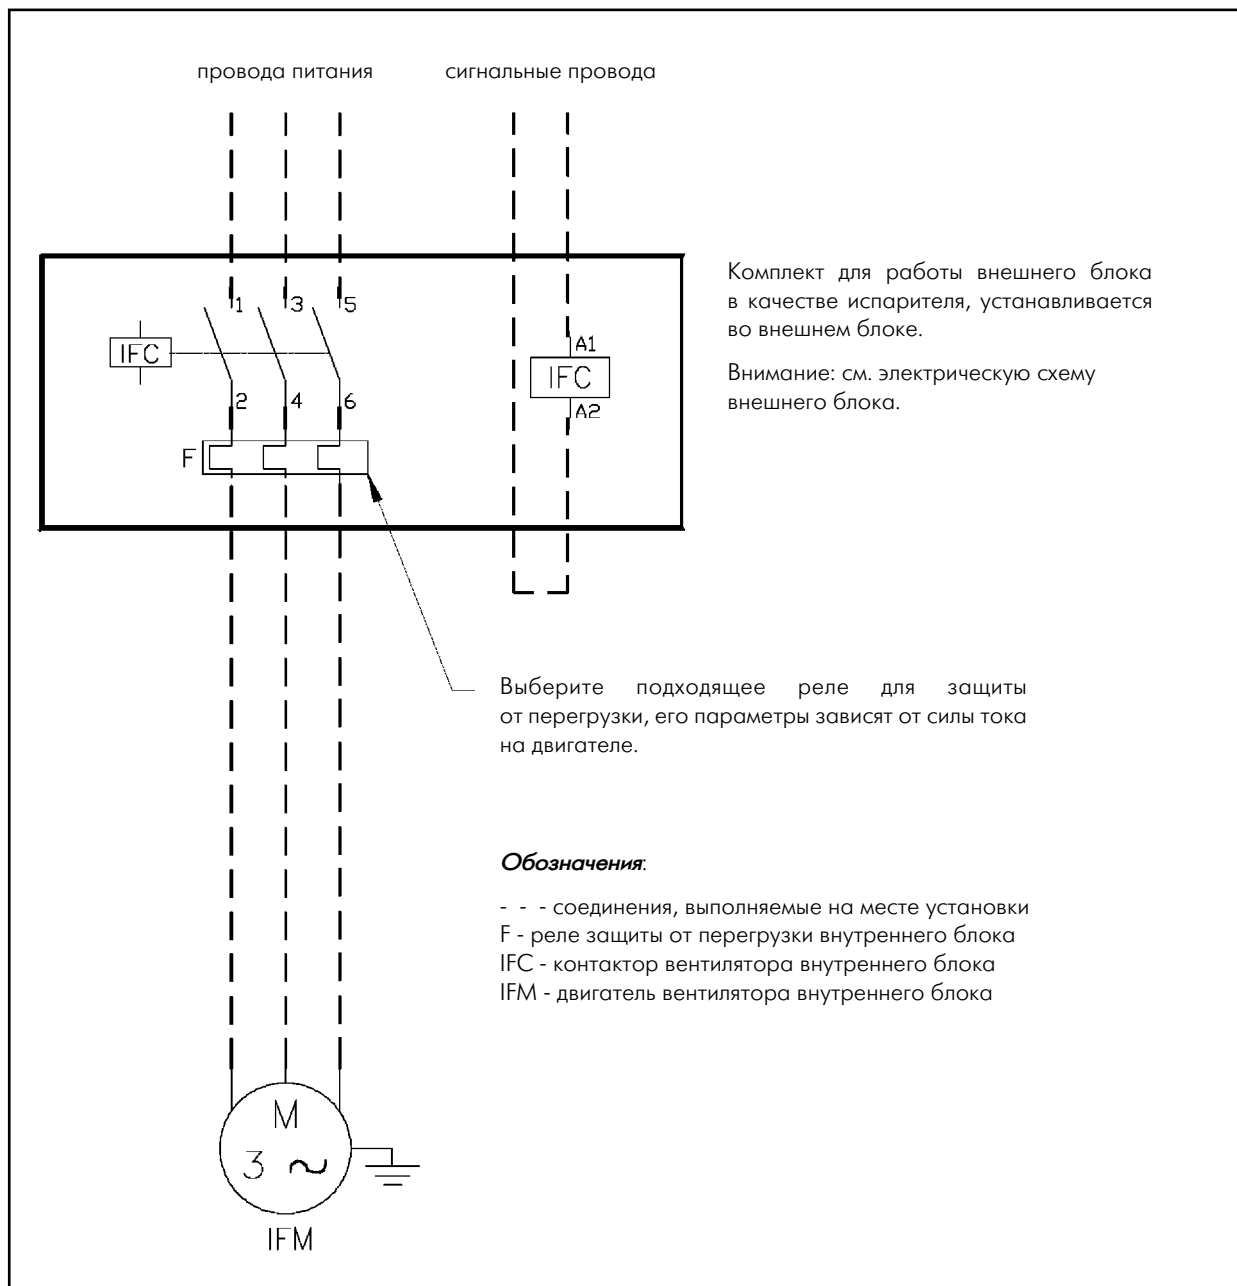 провода питания
сигнальные провода
1
3
5
IFC
2
4
6
F
A1
IFC
A2
Комплект для работы внешнего блока
в качестве испарителя, устанавливается
во внешнем блоке.
Внимание: см. электрическую схему
внешнего блока.
Выберите подходящее реле для защиты
от перегрузки, его параметры зависят от силы тока
на двигателе.
Обозначения:
- - - соединения, выполняемые на месте установки
F - реле защиты от перегрузки внутреннего блока
IFC - контактор вентилятора внутреннего блока
IFM - двигатель вентилятора внутреннего блока
M
3 ~
IFM